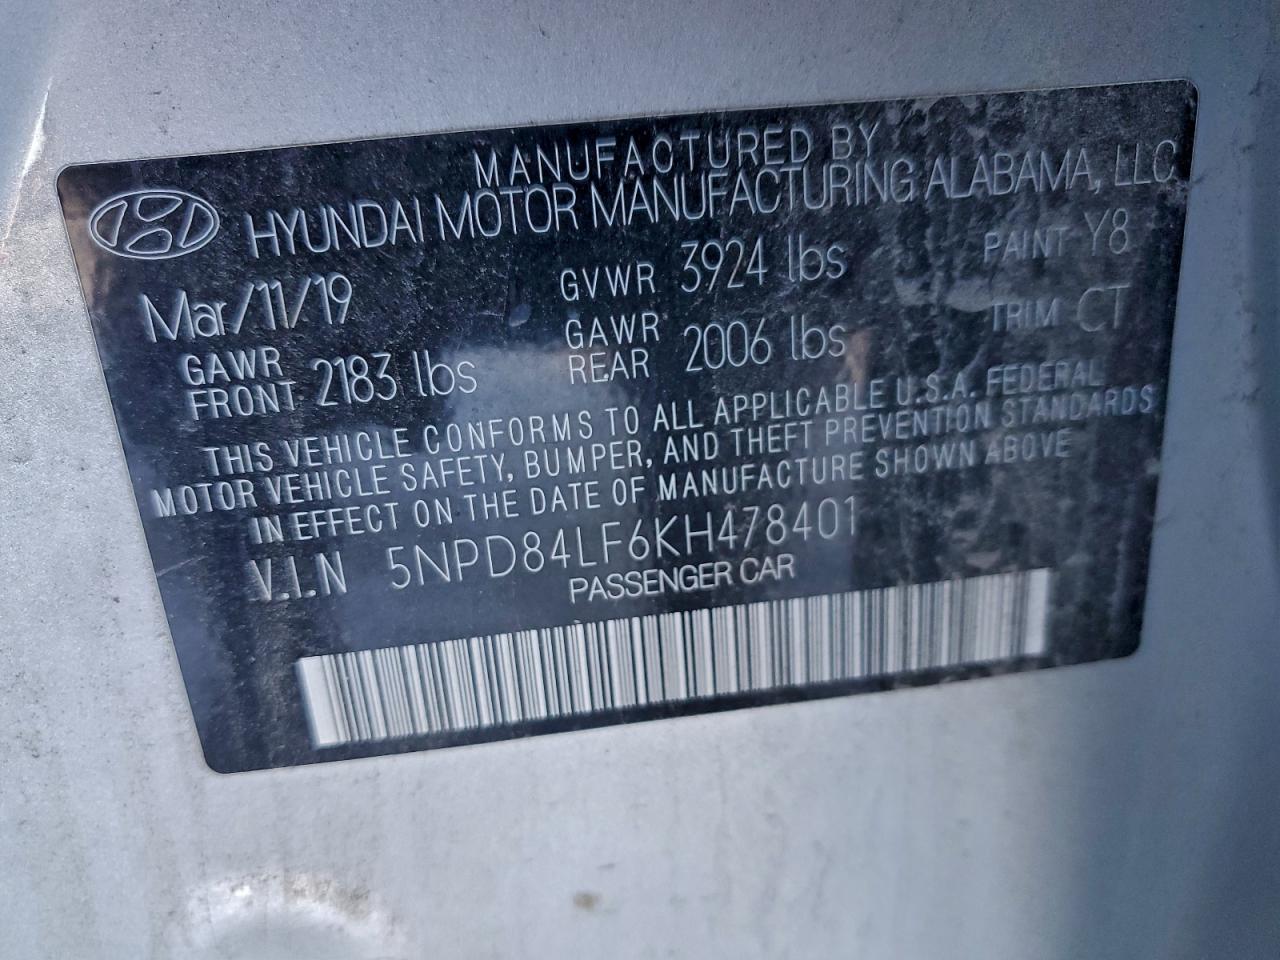 MANUFACTURED BY
HYUNDAI MOTOR MANUFACTURING ALABAMA, LLC
Mar/11/19 GVWR 3924 lbs PAINT Y8
GAWR FRONT 2183 lbs GAWR REAR 2006 lbs TRIM CT
THIS VEHICLE CONFORMS TO ALL APPLICABLE U.S.A. FEDERAL
MOTOR VEHICLE SAFETY, BUMPER, AND THEFT PREVENTION STANDARDS
IN EFFECT ON THE DATE OF MANUFACTURE SHOWN ABOVE
V.I.N 5NPD84LF6KH478401
PASSENGER CAR